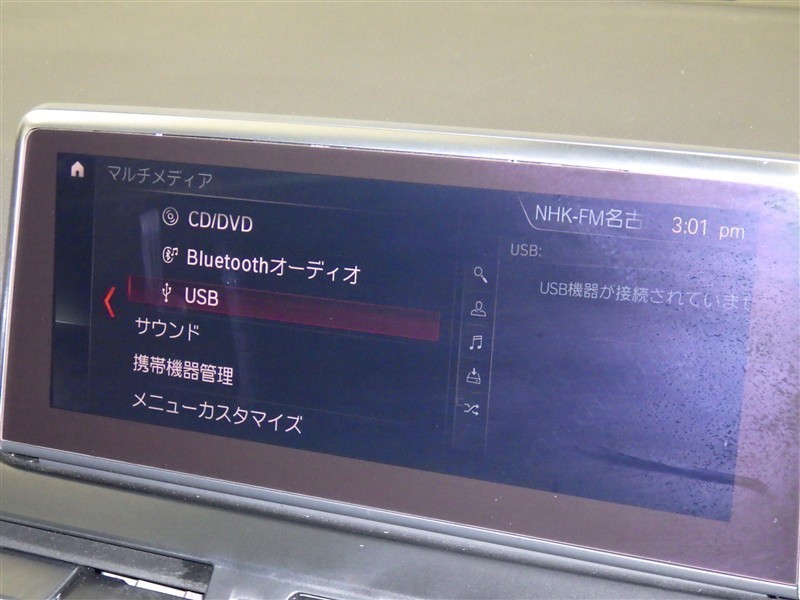 マルチメディア
NHK-FM名古
3:01 pm
CD/DVD
Bluetoothオーディオ
USB
サウンド
携帯機器管理
メニューカスタマイズ
USB:
USB機器が接続されていませ